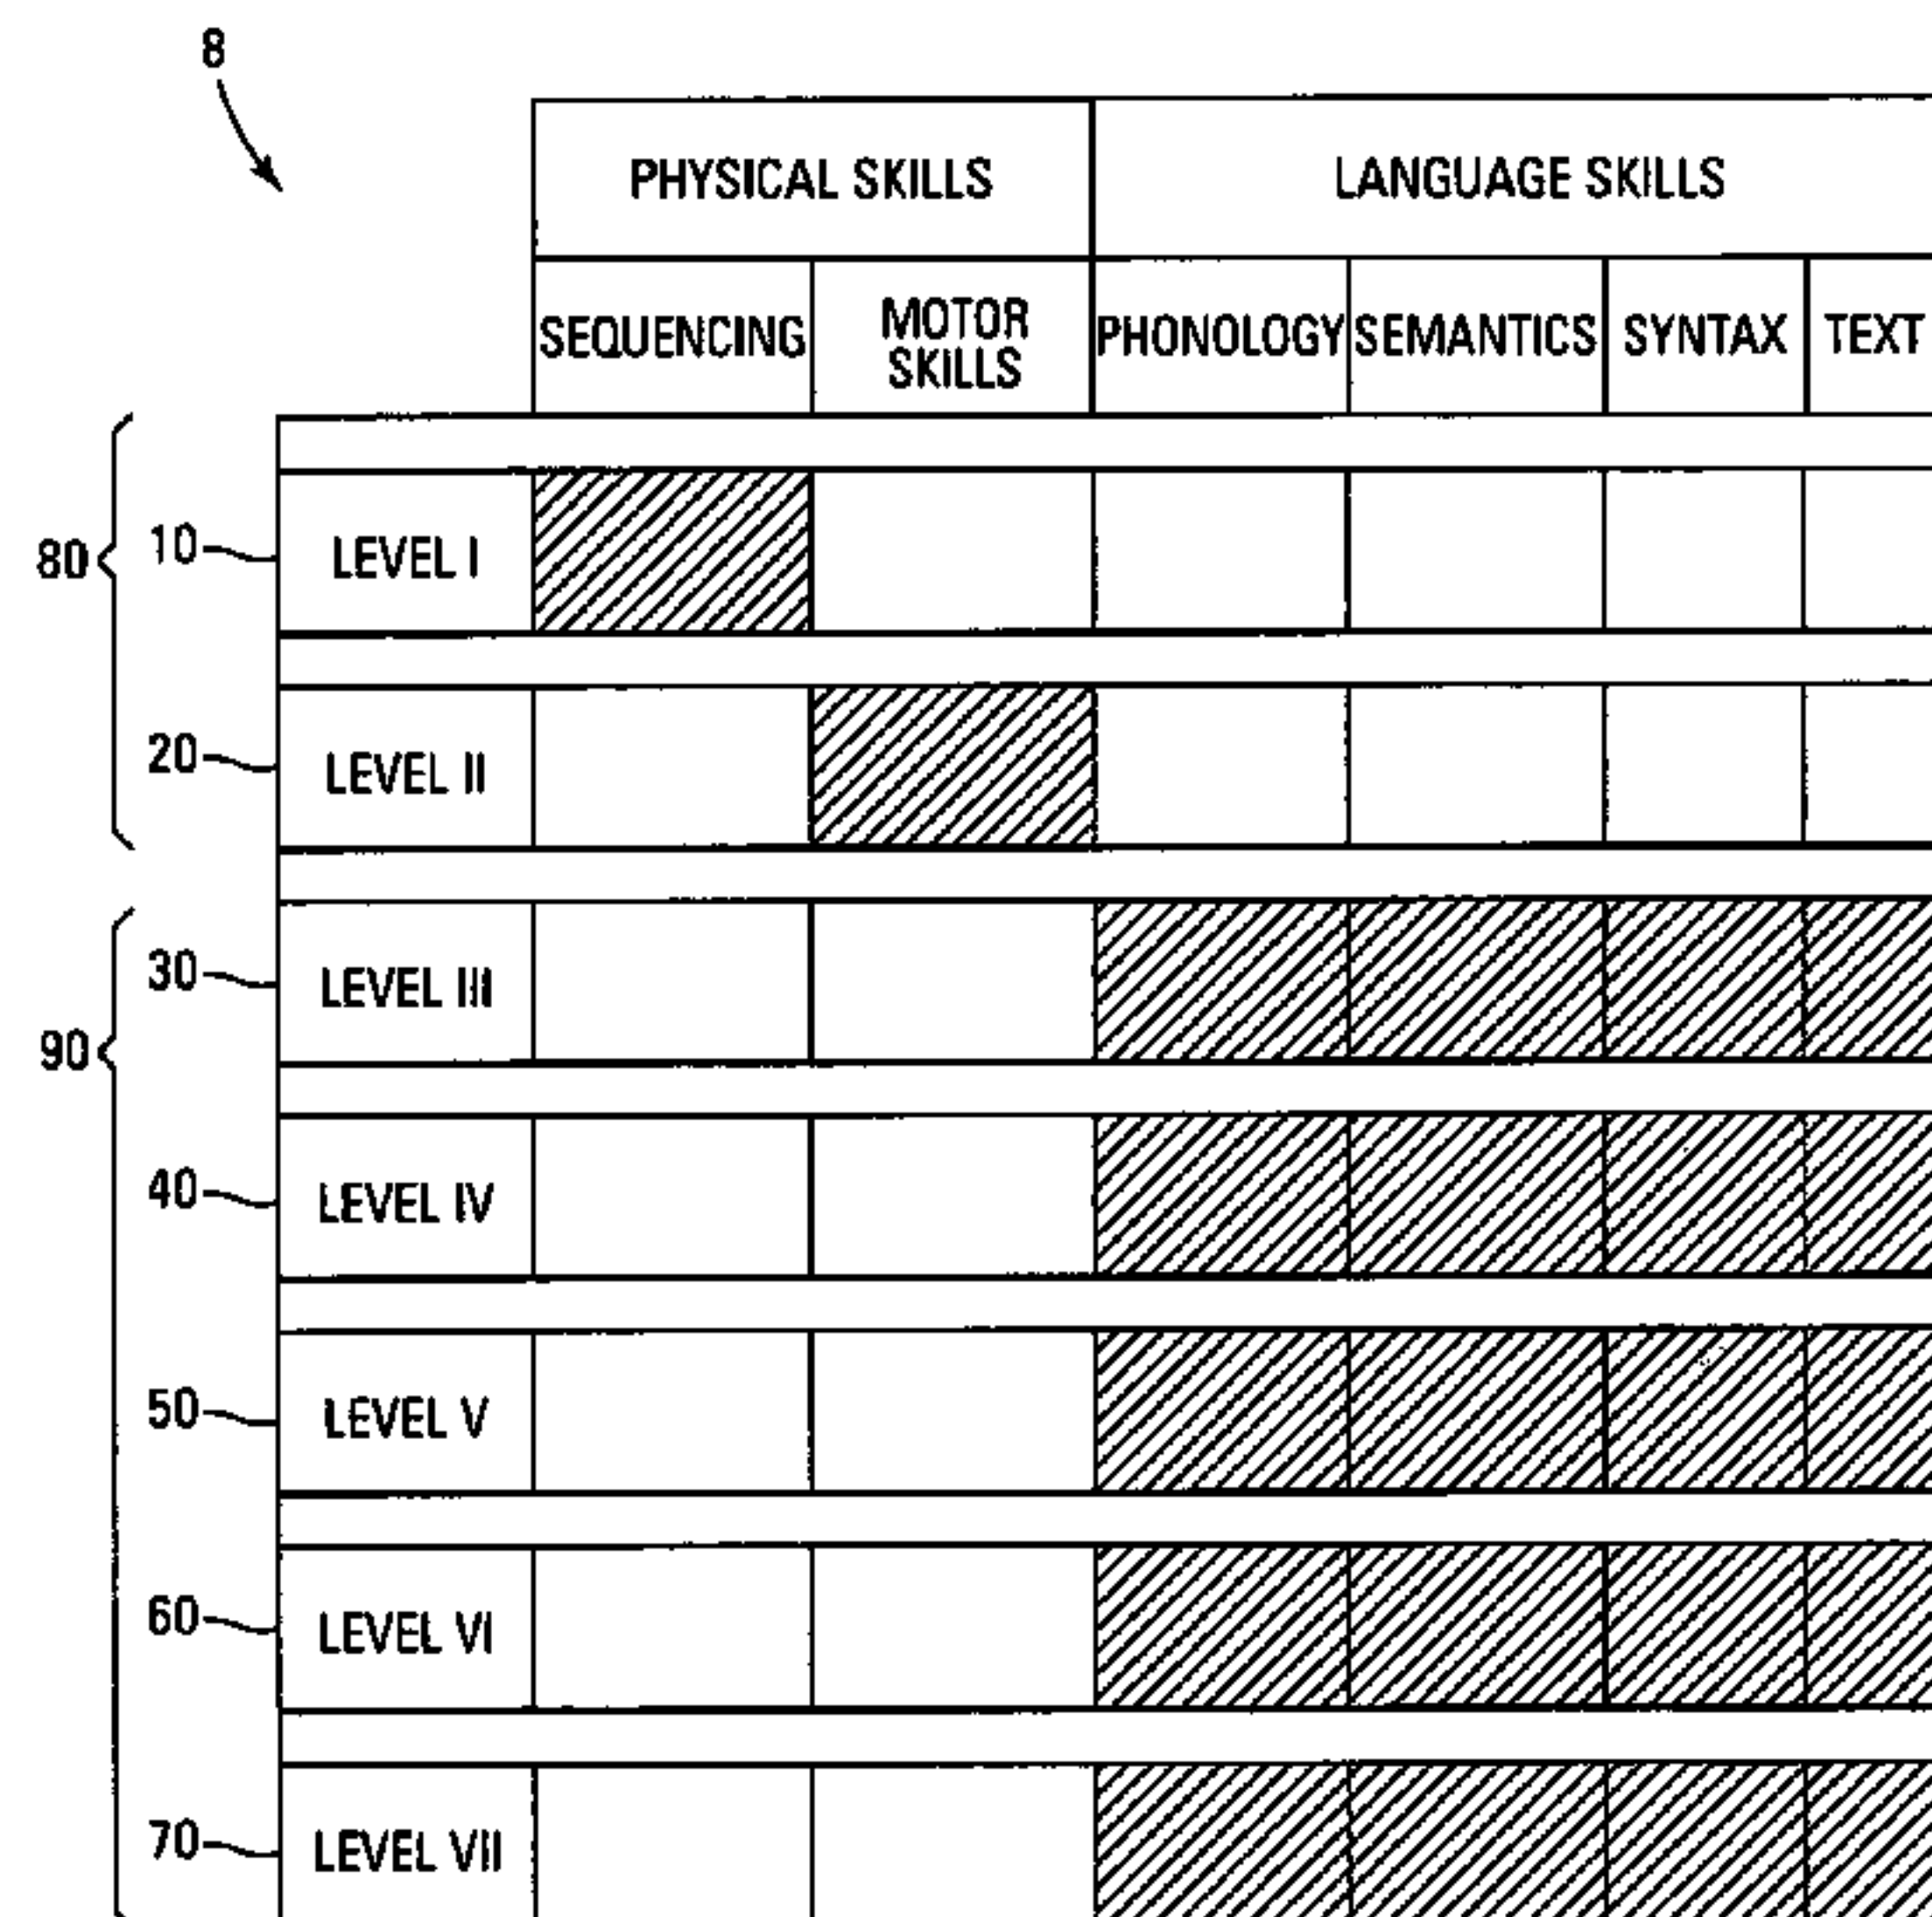 8
PHYSICAL SKILLS LANGUAGE SKILLS
SEQUENCING MOTOR SKILLS PHONOLOGY SEMANTICS SYNTAX TEXT
80
10 LEVEL I
20 LEVEL II
30 LEVEL III
90
40 LEVEL IV
50 LEVEL V
60 LEVEL VI
70 LEVEL VII